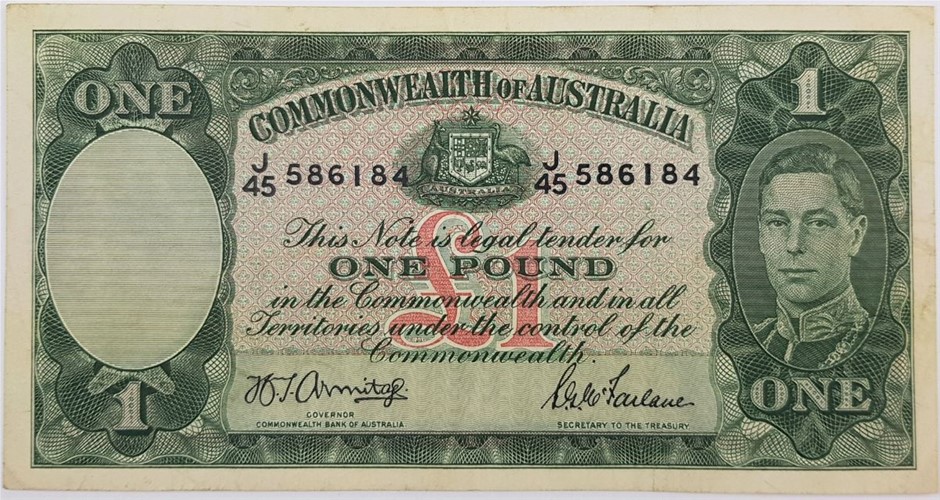 ONE
1
COMMONWEALTH OF AUSTRALIA
J/45 586184 J/45 586184
AUSTRALIA
This Note is legal tender for
ONE POUND
£1
in the Commonwealth and in all
Territories under the control of the
Commonwealth.
H.T. Armitage
D.McFarlane
GOVERNOR
COMMONWEALTH BANK OF AUSTRALIA
SECRETARY TO THE TREASURY
1
ONE